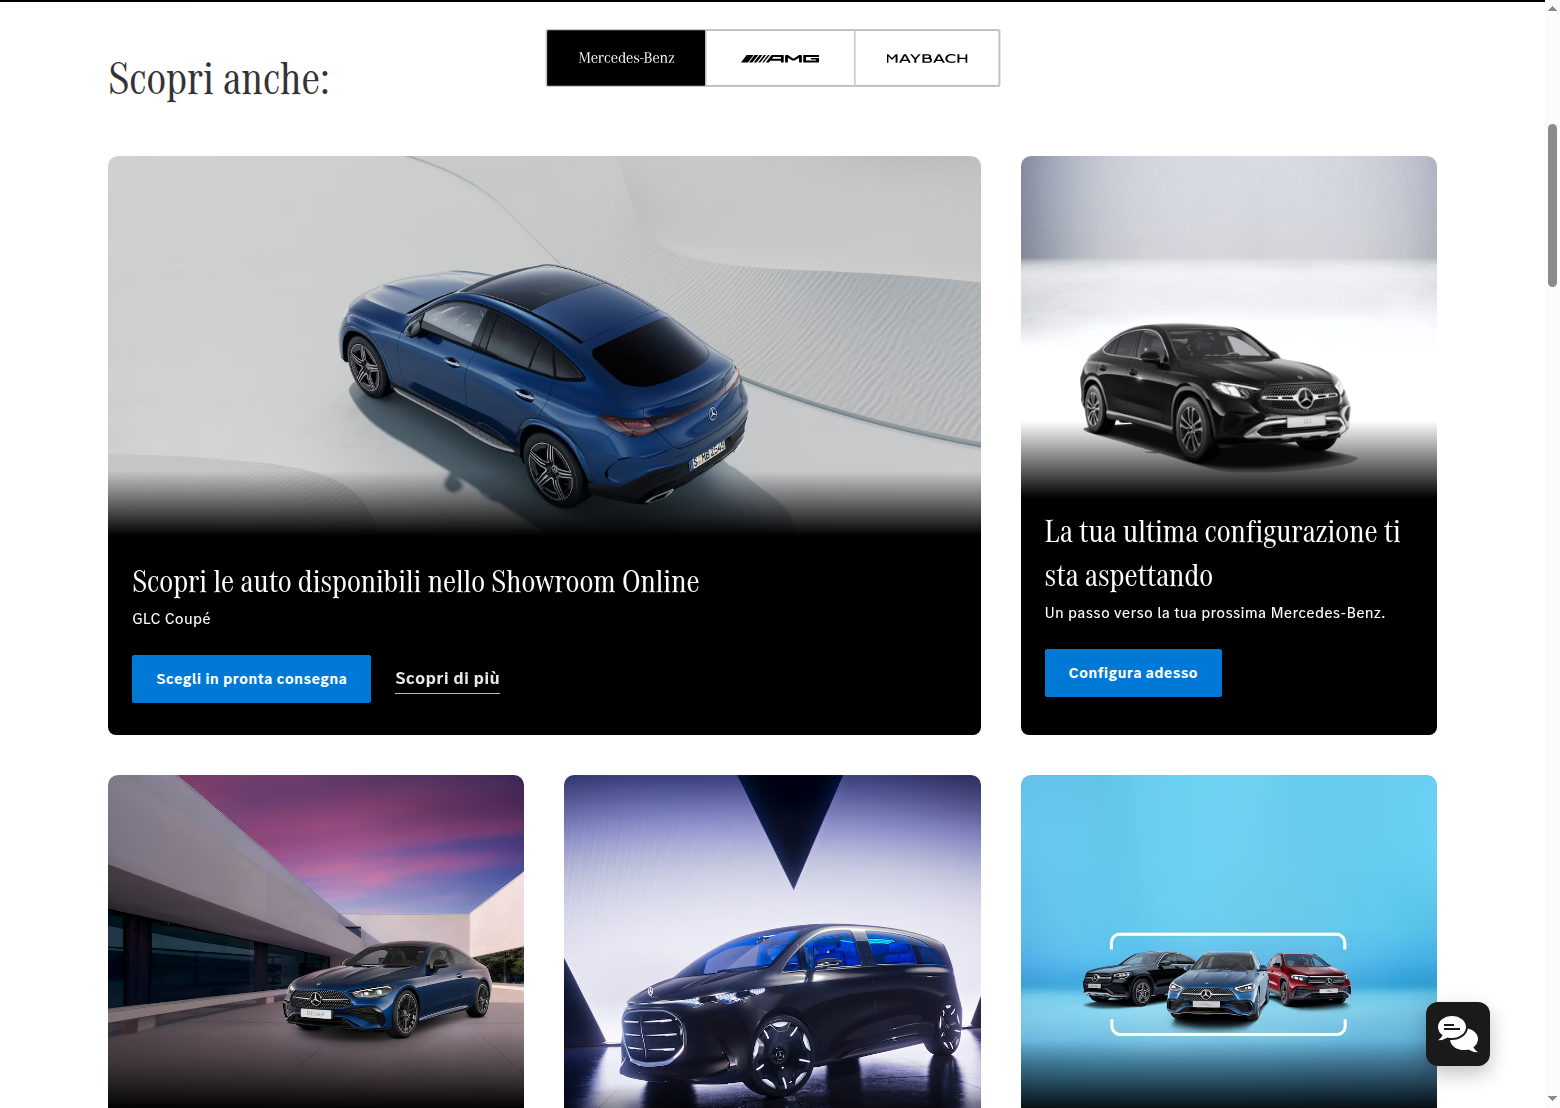 Mercedes-Benz
AMG
MAYBACH
Scopri anche:
Scopri le auto disponibili nello Showroom Online
GLC Coupé
Scegli in pronta consegna
Scopri di più
La tua ultima configurazione ti
sta aspettando
Un passo verso la tua prossima Mercedes-Benz.
Configura adesso